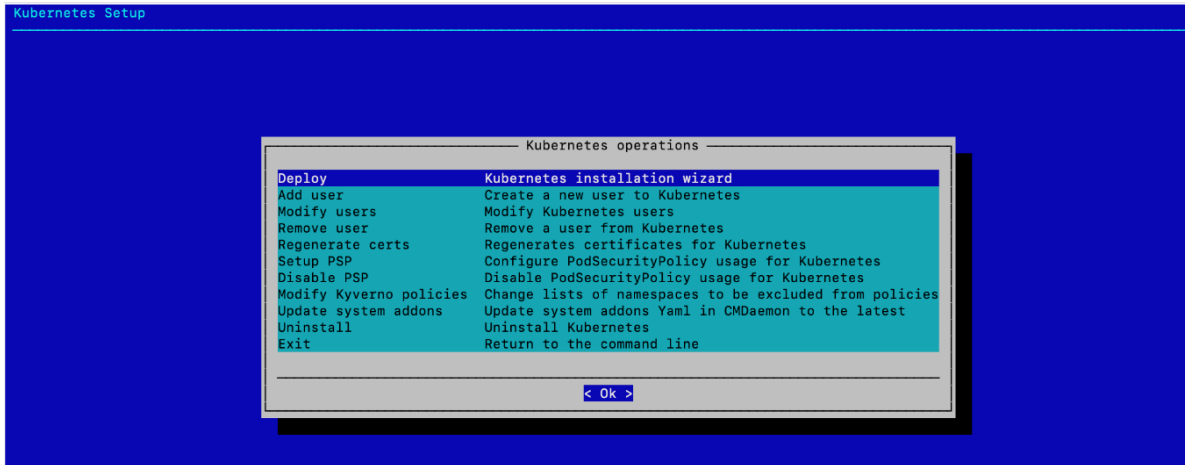 Kubernetes Setup
Kubernetes operations
Deploy Kubernetes installation wizard
Add user Create a new user to Kubernetes
Modify users Modify Kubernetes users
Remove user Remove a user from Kubernetes
Regenerate certs Regenerates certificates for Kubernetes
Setup PSP Configure PodSecurityPolicy usage for Kubernetes
Disable PSP Disable PodSecurityPolicy usage for Kubernetes
Modify Kyverno policies Change lists of namespaces to be excluded from policies
Update system addons Update system addons Yaml in CMDaemon to the latest
Uninstall Uninstall Kubernetes
Exit Return to the command line
< Ok >